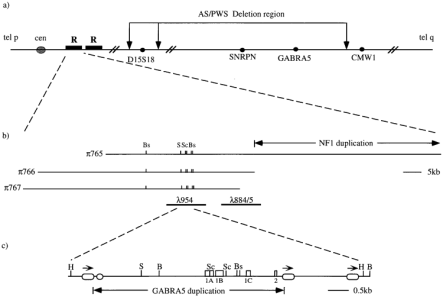 a)
AS/PWS Deletion region
tel p
cen
R R
tel q
D15S18
SNRPN
GABRA5
CMW1
b)
NF1 duplication
Bs
S Sc Bs
π765
5kb
π766
π767
λ954
λ884/5
c)
H
S
B
Sc
Sc
Bs
H B
1A
1B
1C
2
GABRA5 duplication
0.5kb